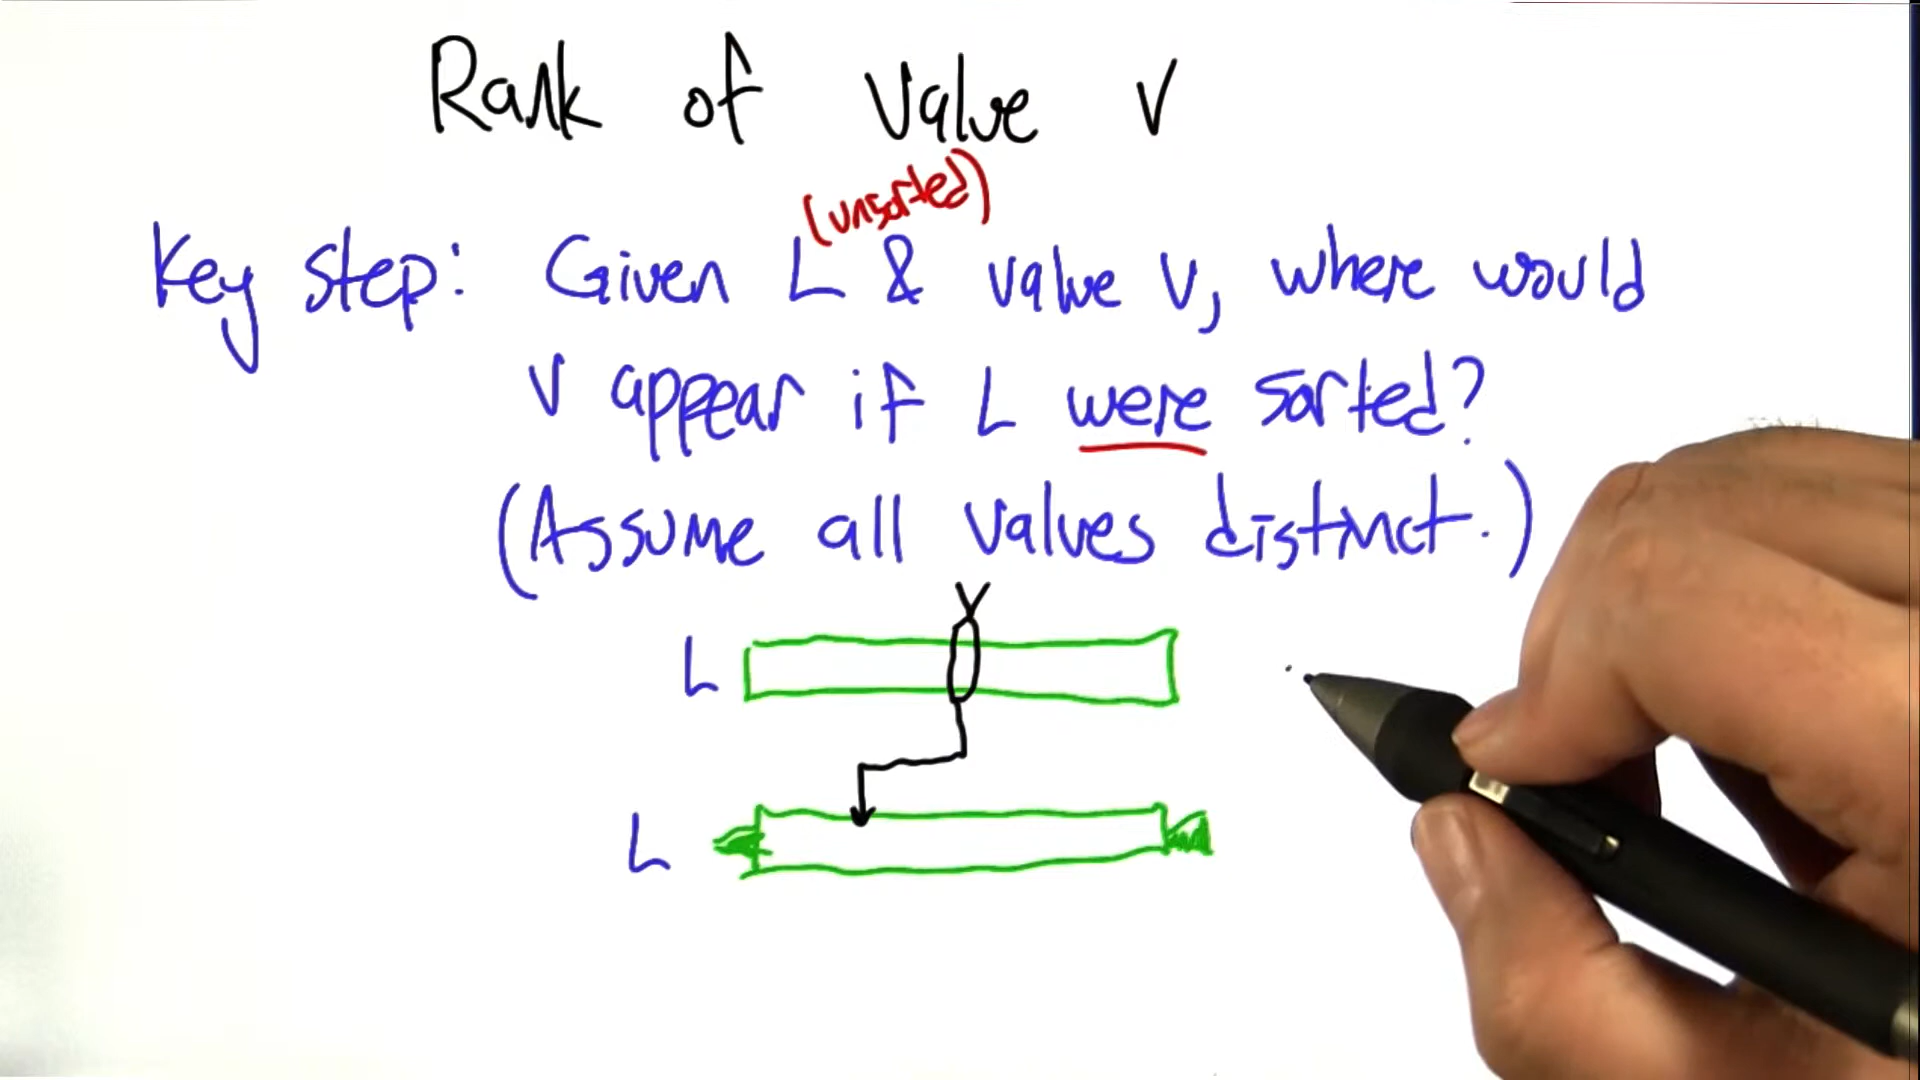 Rank of Value v
(unsorted)
Key step: Given L & value v, where would
v appear if L were sorted?
(Assume all values distinct.)
v
L
L